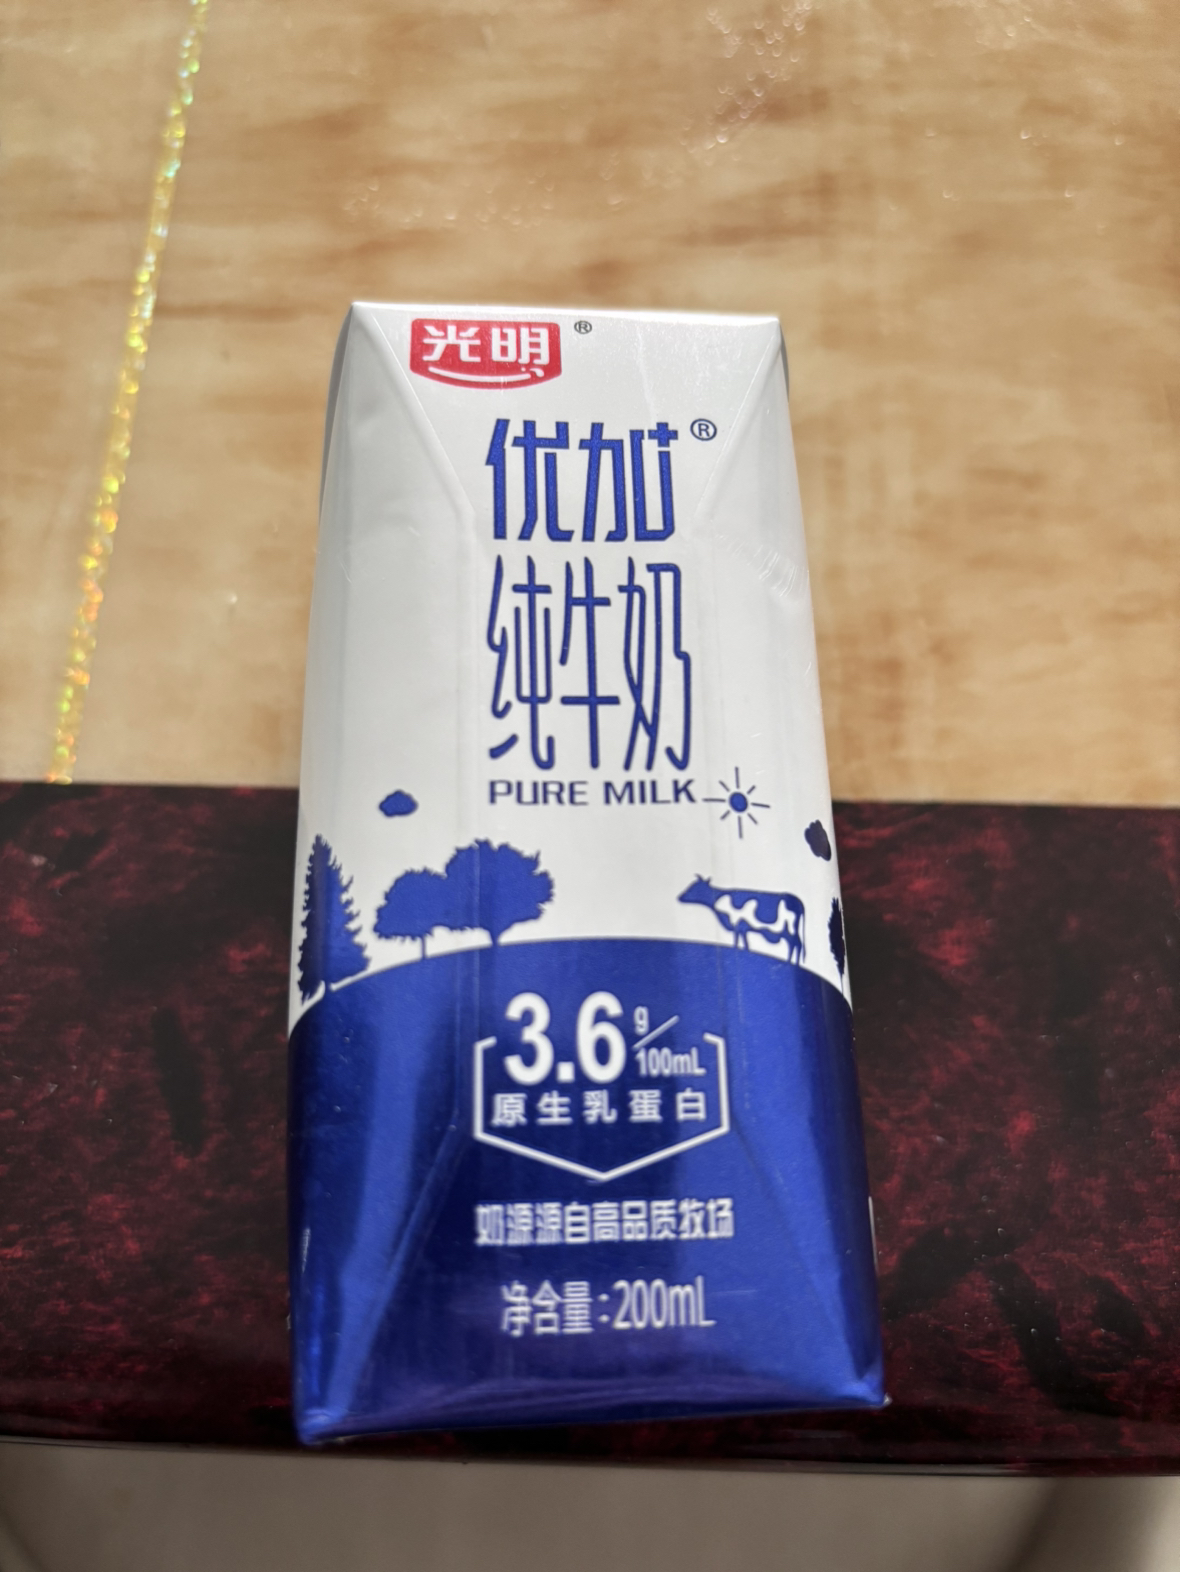 光明®
优加®
纯牛奶
PURE MILK
3.6g/100mL
原生乳蛋白
奶源源自高品质牧场
净含量:200mL